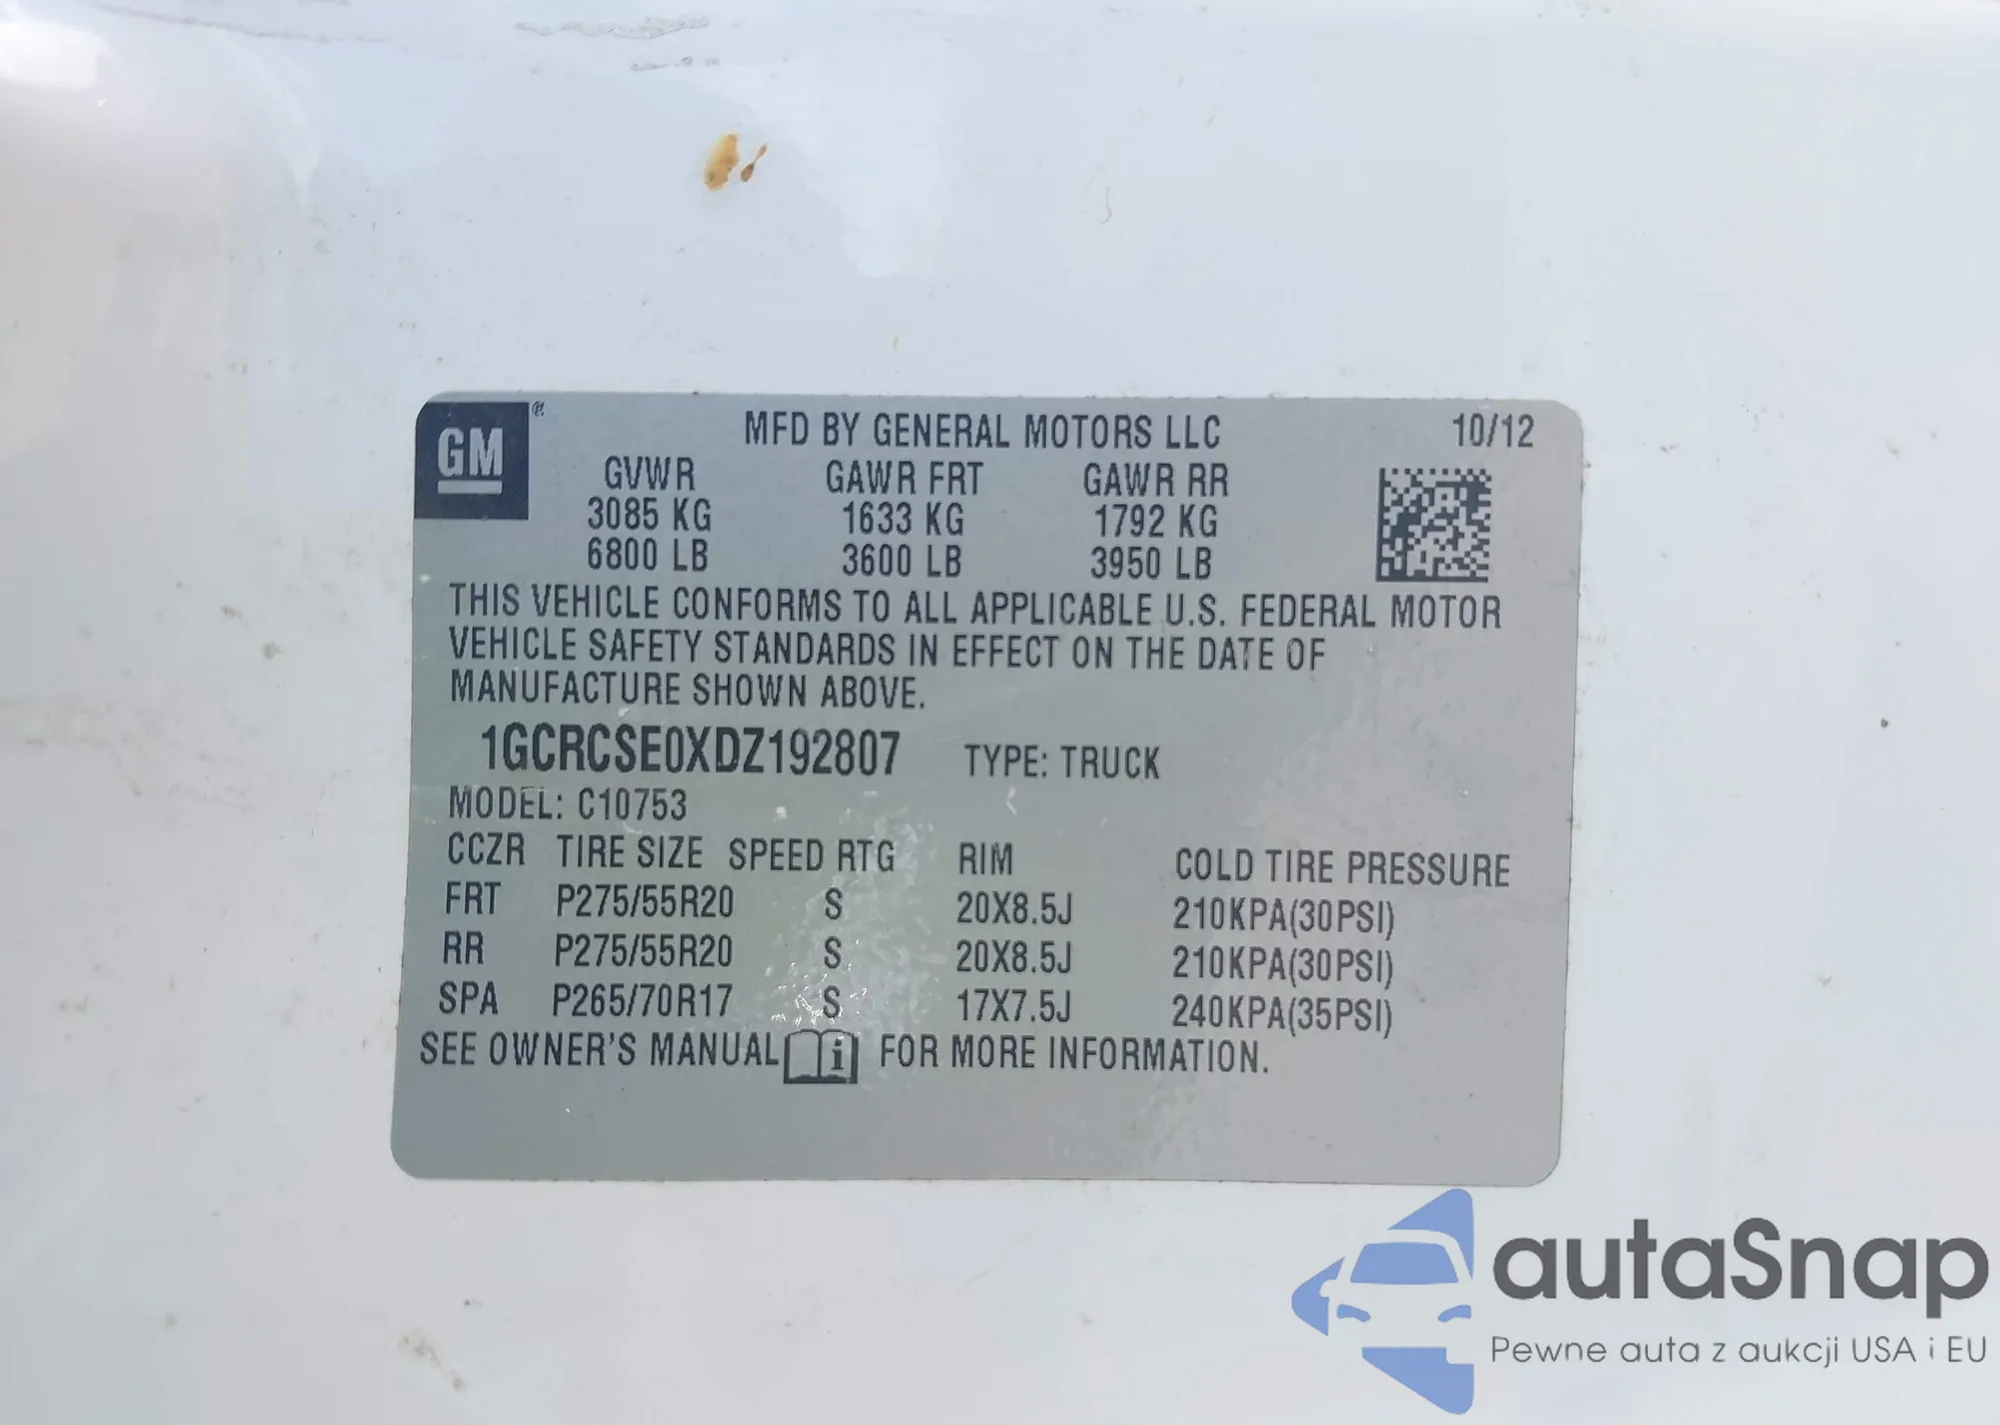 GM® MFD BY GENERAL MOTORS LLC 10/12
GVWR GAWR FRT GAWR RR
3085 KG 1633 KG 1792 KG
6800 LB 3600 LB 3950 LB
THIS VEHICLE CONFORMS TO ALL APPLICABLE U.S. FEDERAL MOTOR
VEHICLE SAFETY STANDARDS IN EFFECT ON THE DATE OF
MANUFACTURE SHOWN ABOVE.
1GCRCSE0XDZ192807 TYPE: TRUCK
MODEL: C10753
CCZR TIRE SIZE SPEED RTG RIM COLD TIRE PRESSURE
FRT P275/55R20 S 20X8.5J 210KPA(30PSI)
RR P275/55R20 S 20X8.5J 210KPA(30PSI)
SPA P265/70R17 S 17X7.5J 240KPA(35PSI)
SEE OWNER'S MANUAL i FOR MORE INFORMATION.
autaSnap
Pewne auta z aukcji USA i EU